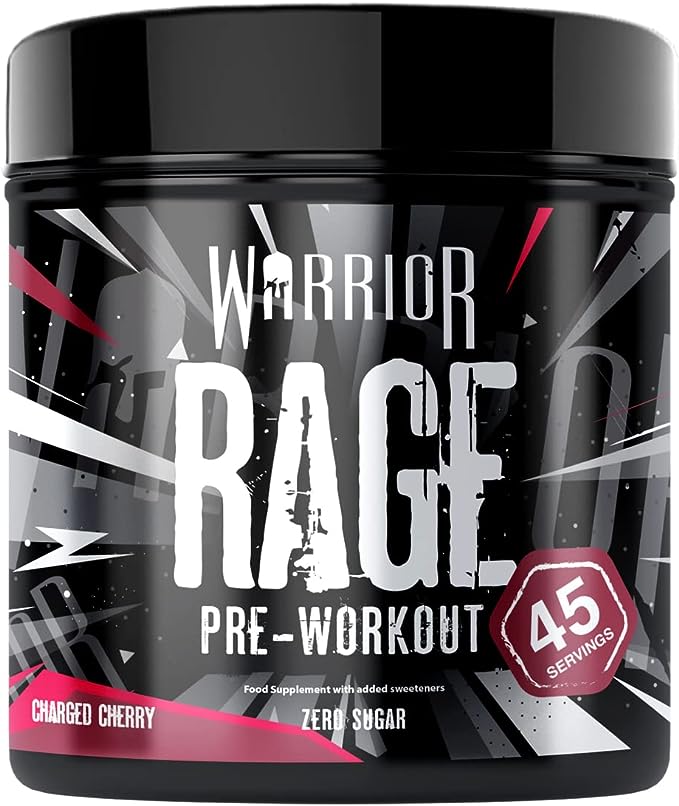 WARRIOR
RAGE
PRE-WORKOUT
45
SERVINGS
Food Supplement with added sweeteners
CHARGED CHERRY
ZERO SUGAR